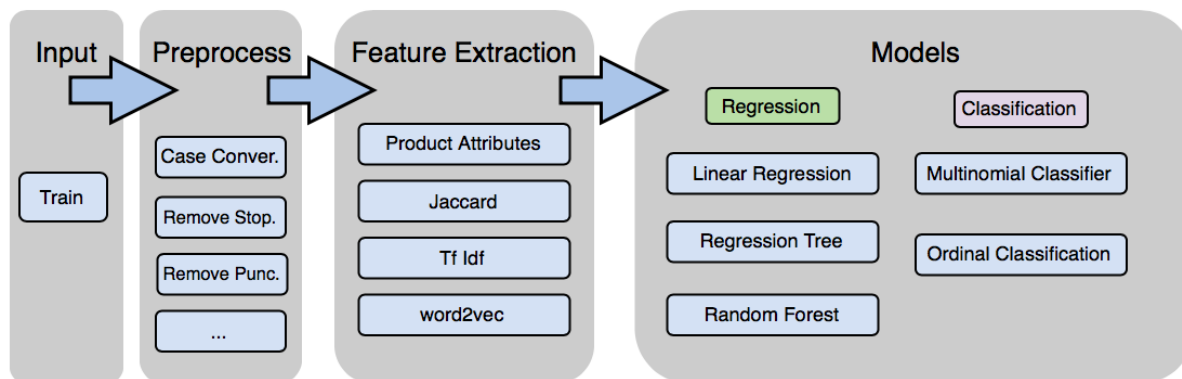 Input
Train
Preprocess
Case Conver.
Remove Stop.
Remove Punc.
...
Feature Extraction
Product Attributes
Jaccard
Tf Idf
word2vec
Models
Regression
Linear Regression
Regression Tree
Random Forest
Classification
Multinomial Classifier
Ordinal Classification